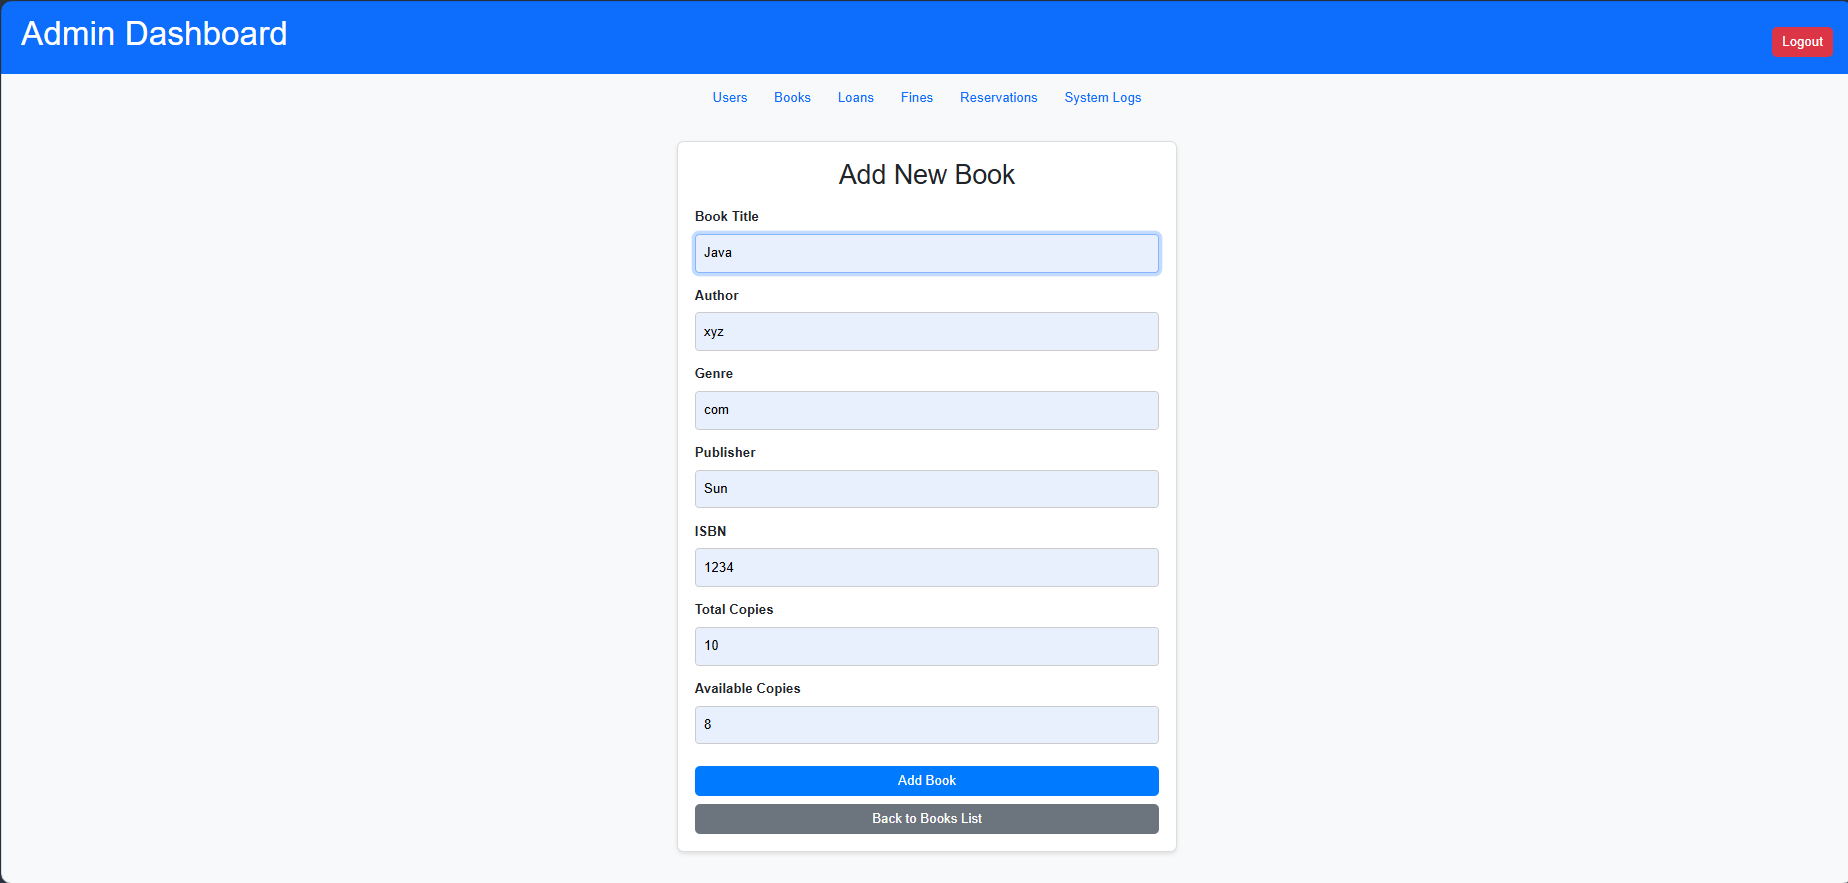 Admin Dashboard
Logout
Users Books Loans Fines Reservations System Logs
Add New Book
Book Title
Java
Author
xyz
Genre
com
Publisher
Sun
ISBN
1234
Total Copies
10
Available Copies
8
Add Book
Back to Books List